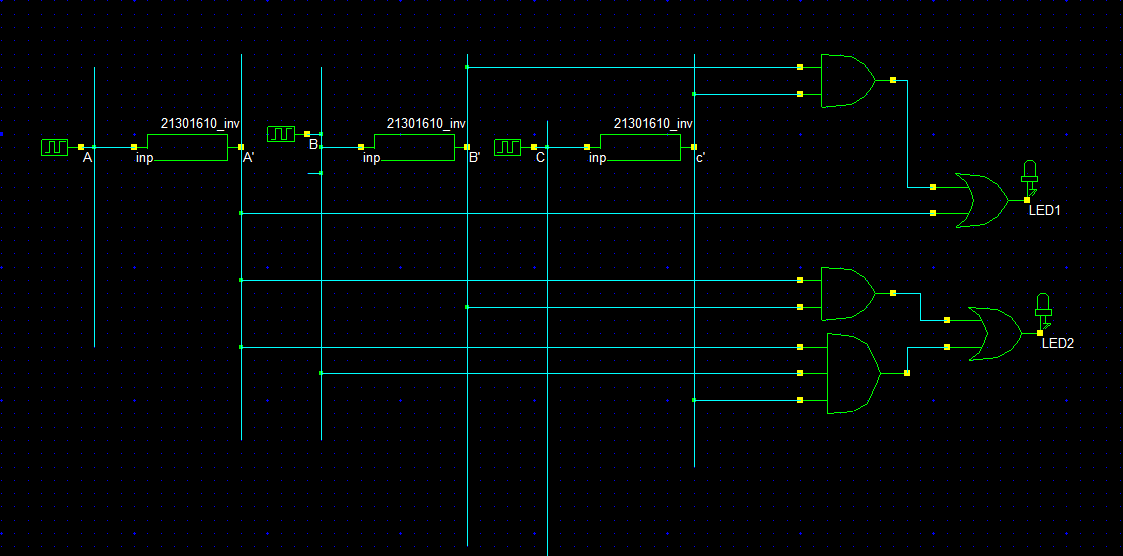 21301610_inv
21301610_inv
21301610_inv
A
inp
A'
B
inp
B'
C
inp
c'
LED1
LED2